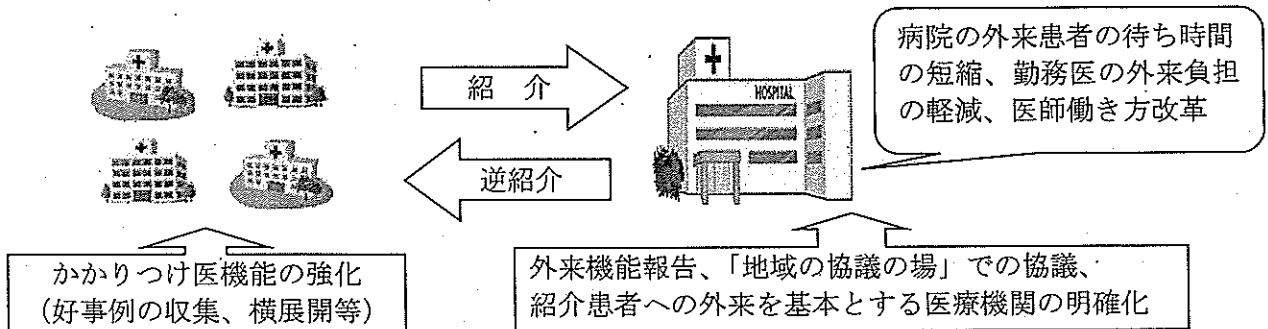 病院の外来患者の待ち時間
の短縮、勤務医の外来負担
の軽減、医師働き方改革
紹 介
HOSPITAL
逆紹介
かかりつけ医機能の強化
（好事例の収集、横展開等）
外来機能報告、「地域の協議の場」での協議、
紹介患者への外来を基本とする医療機関の明確化